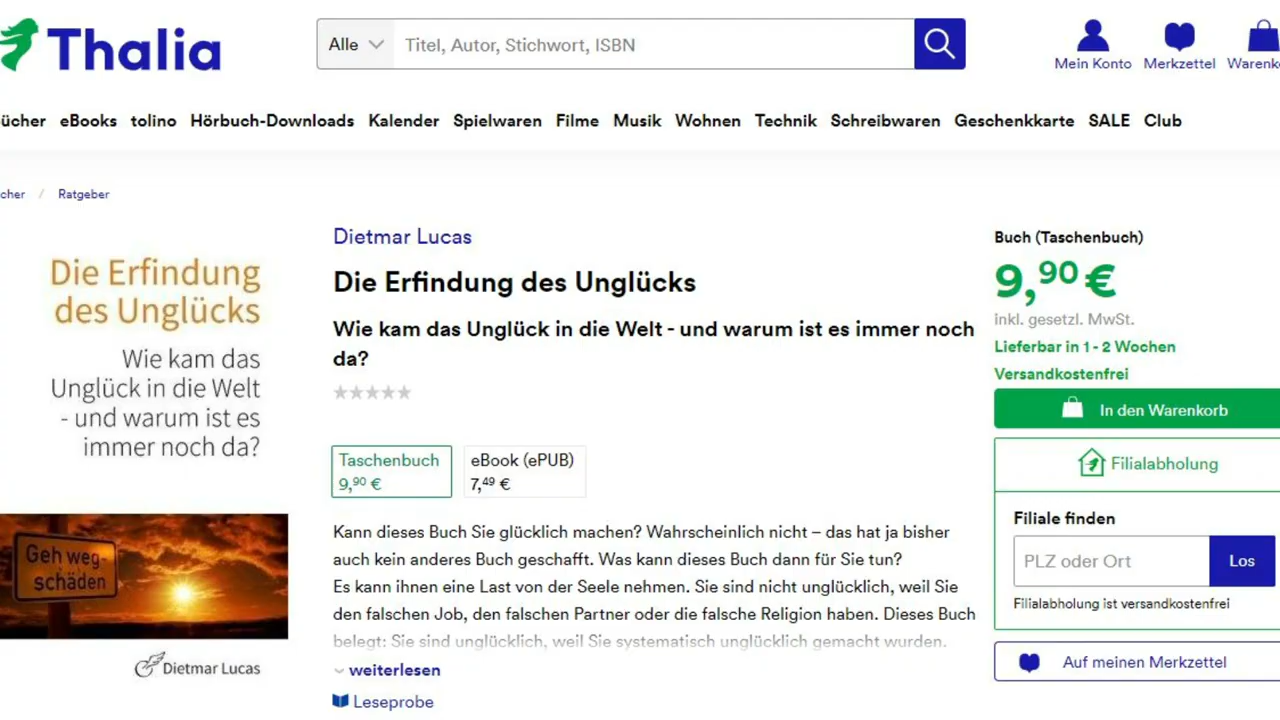 Thalia
Alle
Titel, Autor, Stichwort, ISBN
Mein Konto
Merkzettel
Warenk
ücher eBooks tolino Hörbuch-Downloads Kalender Spielwaren Filme Musik Wohnen Technik Schreibwaren Geschenkkarte SALE Club
cher / Ratgeber
Die Erfindung
des Unglücks
Wie kam das
Unglück in die Welt
- und warum ist es
immer noch da?
Geh weg-
schäden
Dietmar Lucas
Dietmar Lucas
Die Erfindung des Unglücks
Wie kam das Unglück in die Welt - und warum ist es immer noch
da?
Taschenbuch
9,90 €
eBook (ePUB)
7,49 €
Kann dieses Buch Sie glücklich machen? Wahrscheinlich nicht – das hat ja bisher
auch kein anderes Buch geschafft. Was kann dieses Buch dann für Sie tun?
Es kann ihnen eine Last von der Seele nehmen. Sie sind nicht unglücklich, weil Sie
den falschen Job, den falschen Partner oder die falsche Religion haben. Dieses Buch
belegt: Sie sind unglücklich, weil Sie systematisch unglücklich gemacht wurden.
weiterlesen
Leseprobe
Buch (Taschenbuch)
9,90 €
inkl. gesetzl. MwSt.
Lieferbar in 1 - 2 Wochen
Versandkostenfrei
In den Warenkorb
Filialabholung
Filiale finden
PLZ oder Ort
Los
Filialabholung ist versandkostenfrei
Auf meinen Merkzettel